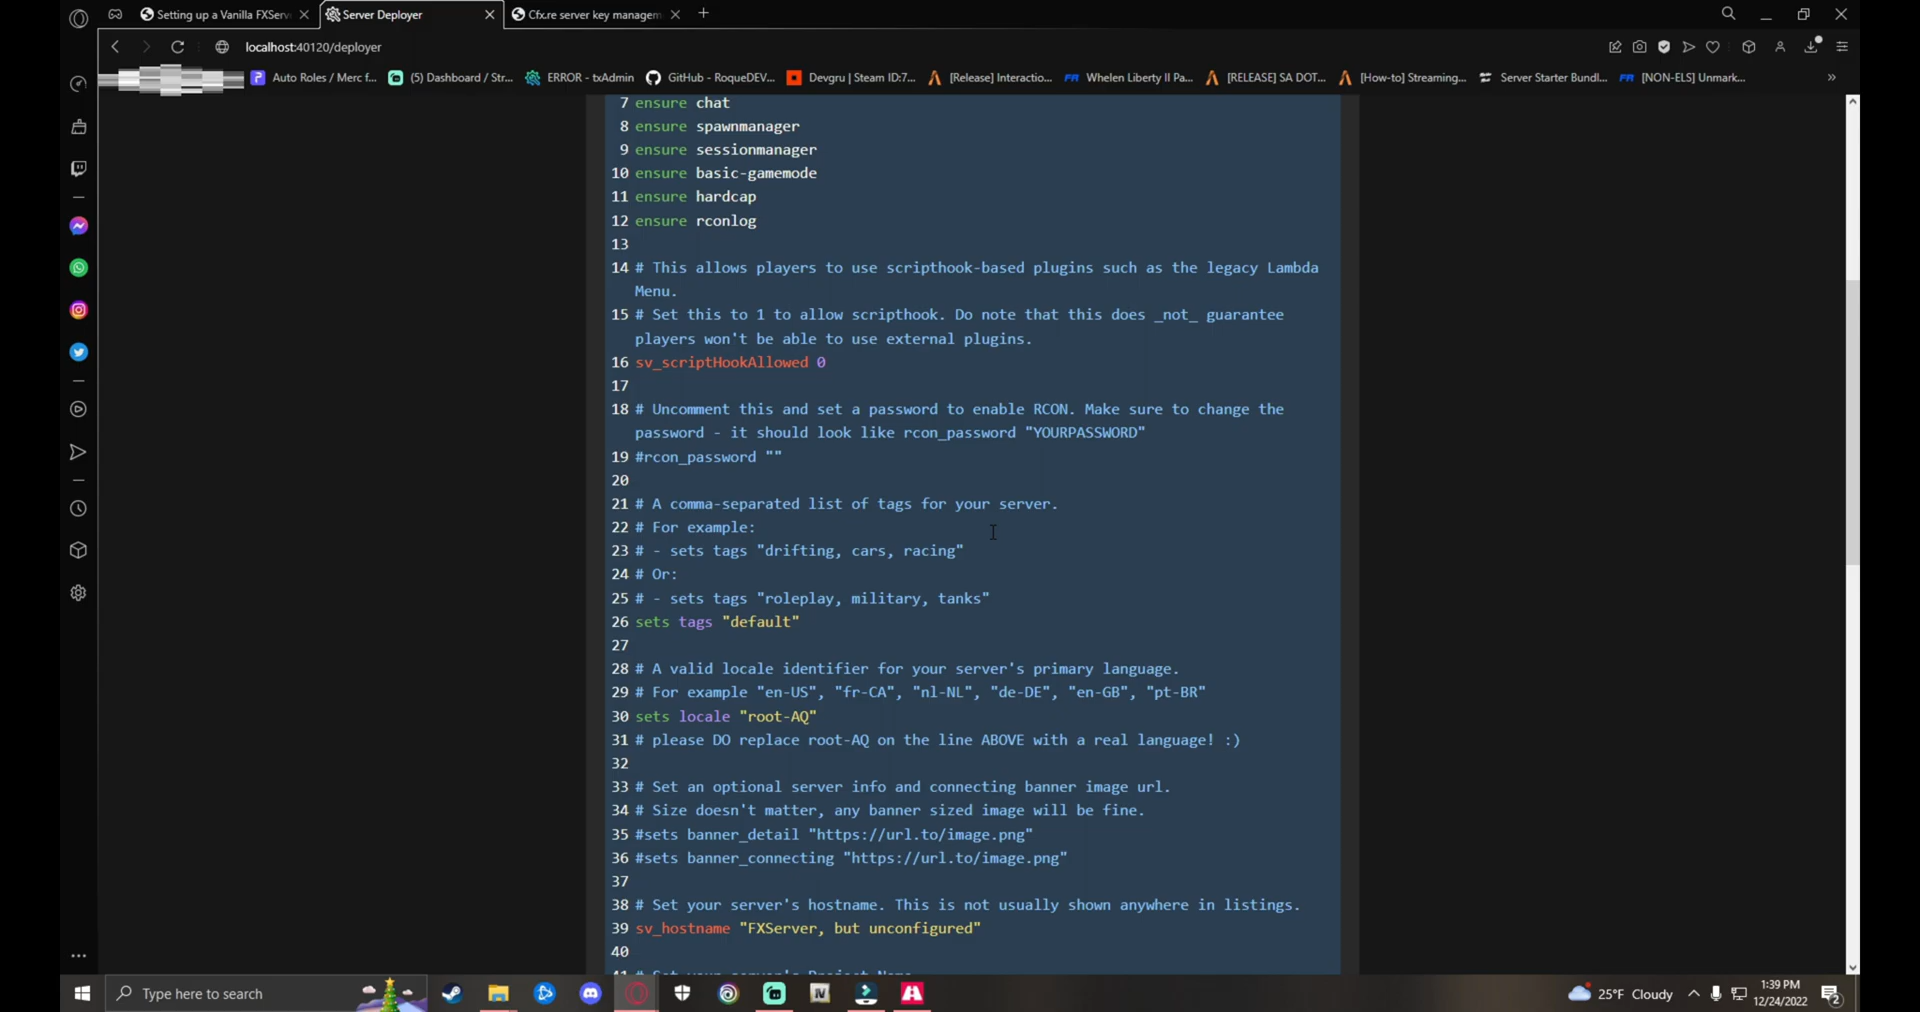 Setting up a Vanilla FXServ
Server Deployer
Cfx.re server key managem
localhost:40120/deployer
Auto Roles / Merc f...
(5) Dashboard / Str...
ERROR - txAdmin
GitHub - RoqueDEV...
Devgru | Steam ID:7...
[Release] Interactio...
Whelen Liberty II Pa...
[RELEASE] SA DOT...
[How-to] Streaming...
Server Starter Bundl...
[NON-ELS] Unmark...
7 ensure chat
8 ensure spawnmanager
9 ensure sessionmanager
10 ensure basic-gamemode
11 ensure hardcap
12 ensure rconlog
13
14 # This allows players to use scripthook-based plugins such as the legacy Lambda
Menu.
15 # Set this to 1 to allow scripthook. Do note that this does _not_ guarantee
players won't be able to use external plugins.
16 sv_scriptHookAllowed 0
17
18 # Uncomment this and set a password to enable RCON. Make sure to change the
password - it should look like rcon_password "YOURPASSWORD"
19 #rcon_password ""
20
21 # A comma-separated list of tags for your server.
22 # For example:
23 # - sets tags "drifting, cars, racing"
24 # Or:
25 # - sets tags "roleplay, military, tanks"
26 sets tags "default"
27
28 # A valid locale identifier for your server's primary language.
29 # For example "en-US", "fr-CA", "nl-NL", "de-DE", "en-GB", "pt-BR"
30 sets locale "root-AQ"
31 # please DO replace root-AQ on the line ABOVE with a real language! :)
32
33 # Set an optional server info and connecting banner image url.
34 # Size doesn't matter, any banner sized image will be fine.
35 #sets banner_detail "https://url.to/image.png"
36 #sets banner_connecting "https://url.to/image.png"
37
38 # Set your server's hostname. This is not usually shown anywhere in listings.
39 sv_hostname "FXServer, but unconfigured"
40
41 # Set your server's Project Name
Type here to search
25°F Cloudy
1:39 PM
12/24/2022
2